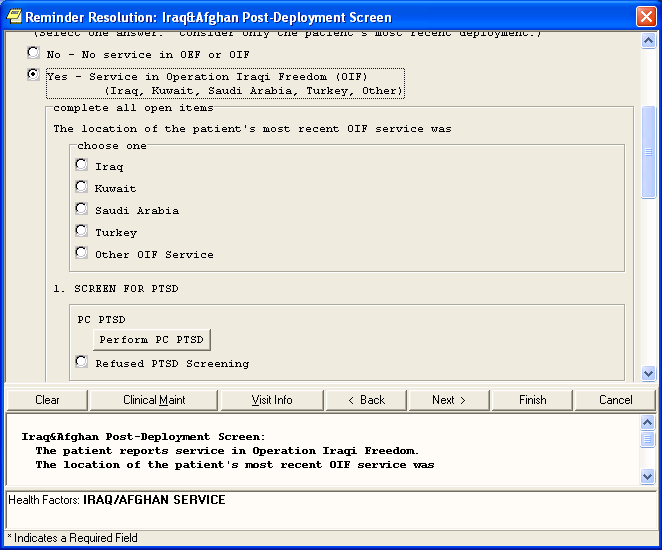 Reminder Resolution: Iraq&Afghan Post-Deployment Screen
(Select one answer. Consider only the patient's most recent deployment.)
No - No service in OEF or OIF
Yes - Service in Operation Iraqi Freedom (OIF)
(Iraq, Kuwait, Saudi Arabia, Turkey, Other)
complete all open items
The location of the patient's most recent OIF service was
choose one
Iraq
Kuwait
Saudi Arabia
Turkey
Other OIF Service
1. SCREEN FOR PTSD
PC PTSD
Perform PC PTSD
Refused PTSD Screening
Clear Clinical Maint Visit Info < Back Next > Finish Cancel
Iraq&Afghan Post-Deployment Screen:
The patient reports service in Operation Iraqi Freedom.
The location of the patient's most recent OIF service was
Health Factors: IRAQ/AFGHAN SERVICE
* Indicates a Required Field